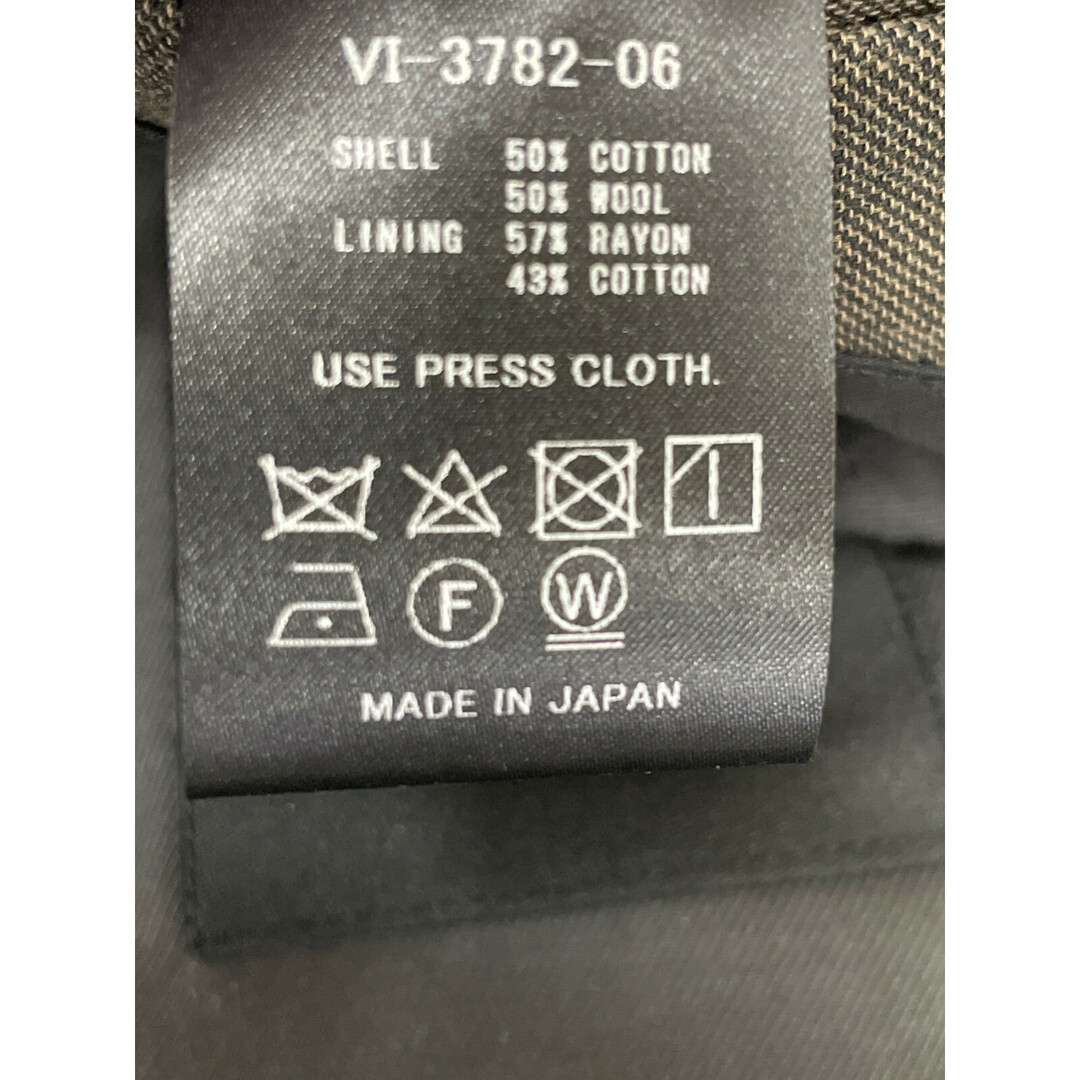 VI-3782-06
SHELL 50% COTTON
50% WOOL
LINING 57% RAYON
43% COTTON
USE PRESS CLOTH.
F W
MADE IN JAPAN